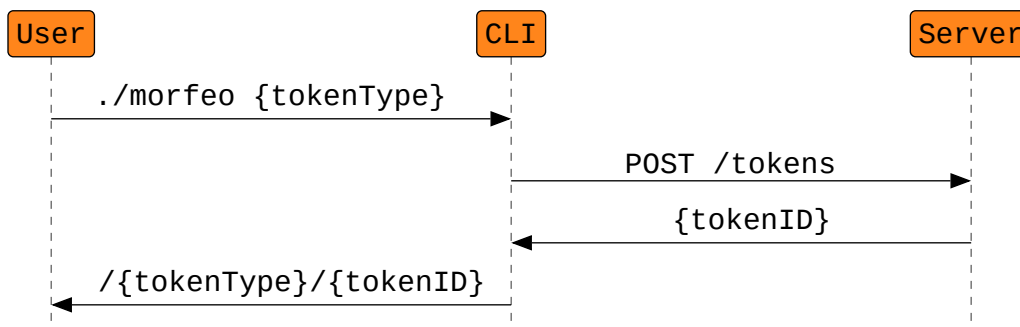 User
CLI
Server
./morfeo {tokenType}
POST /tokens
{tokenID}
/{tokenType}/{tokenID}